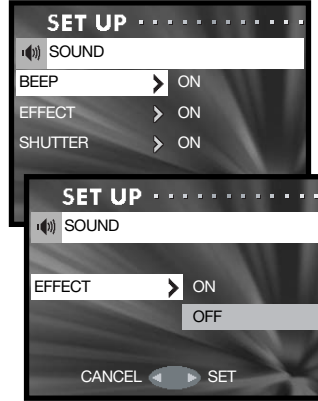 SET UP
SOUND
BEEP ON
EFFECT ON
SHUTTER ON
SET UP
SOUND
EFFECT ON
OFF
CANCEL SET